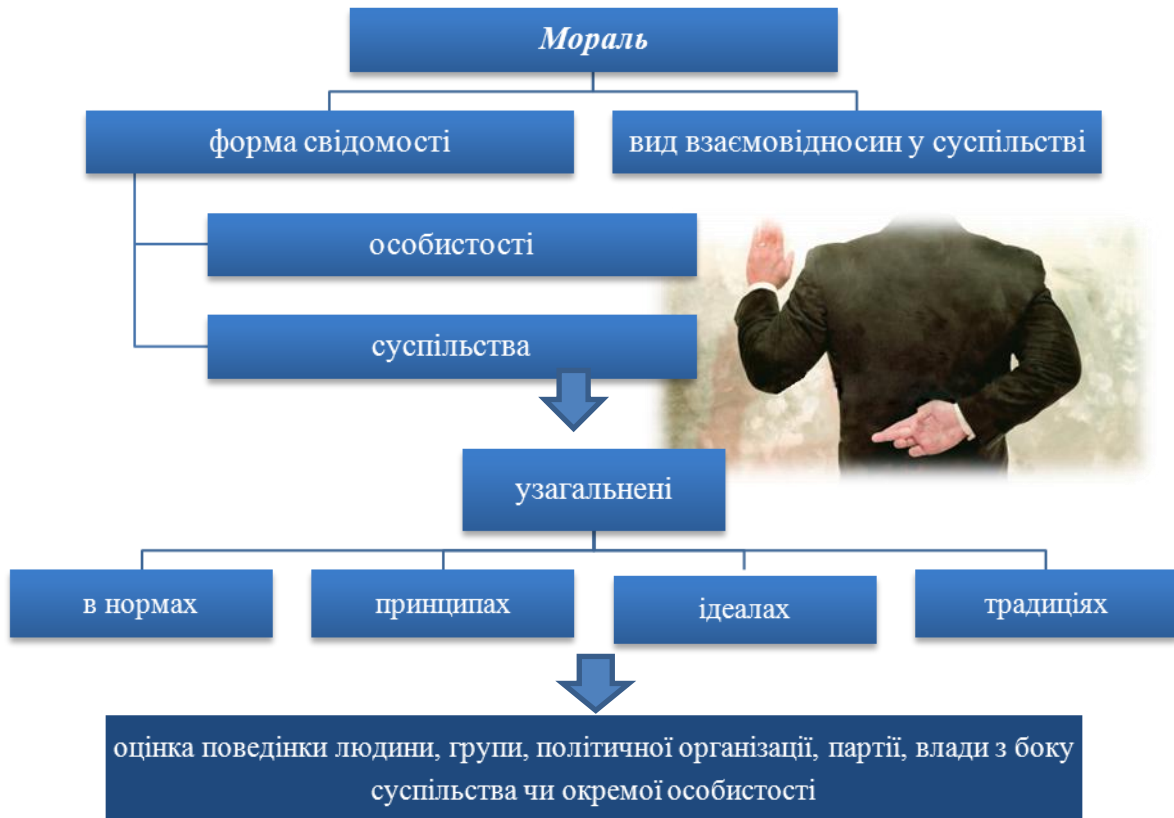 Мораль
форма свідомості
вид взаємовідносин у суспільстві
особистості
суспільства
узагальнені
в нормах
принципах
ідеалах
традиціях
оцінка поведінки людини, групи, політичної організації, партії, влади з боку
суспільства чи окремої особистості